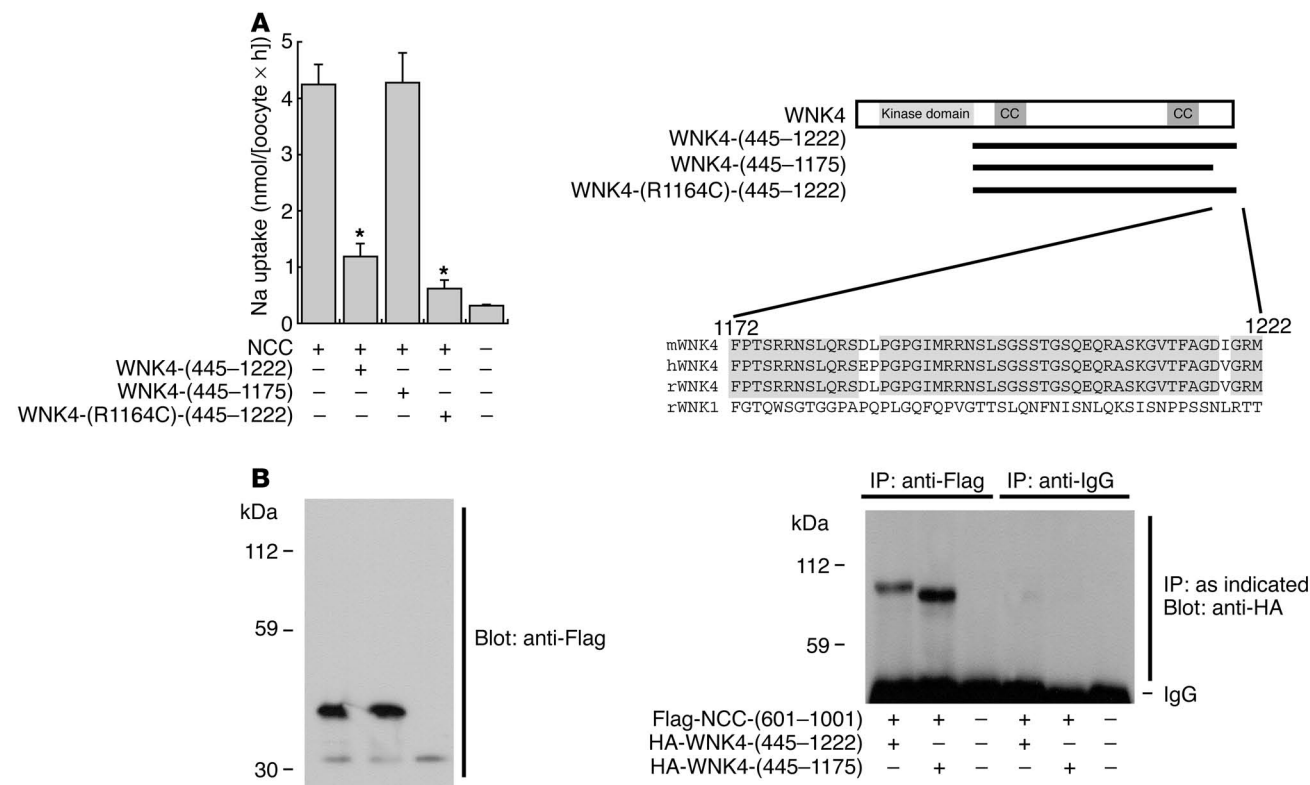 A
Na uptake (nmol/[oocyte × h])
5
4
3
2
1
0
* *
NCC + + + + −
WNK4-(445–1222) − + − − −
WNK4-(445–1175) − − + − −
WNK4-(R1164C)-(445–1222) − − − + −
WNK4 Kinase domain CC CC
WNK4-(445–1222)
WNK4-(445–1175)
WNK4-(R1164C)-(445–1222)
1172 1222
mWNK4 FPTSRRNSLQRSDLPGPGIMRRNSLSGSSTGSQEQRASKGVTFAGDIGRM
hWNK4 FPTSRRNSLQRSEPPGPGIMRRNSLSGSSTGSQEQRASKGVTFAGDVGRM
rWNK4 FPTSRRNSLQRSDLPGPGIMRRNSLSGSSTGSQEQRASKGVTFAGDVGRM
rWNK1 FGTQWSGTGGPAPQPLGQFQPVGTTSLQNFNISNLQKSISNPPSSNLRTT
B
kDa
112 –
59 –
30 –
Blot: anti-Flag
IP: anti-Flag IP: anti-IgG
kDa
112 –
59 –
IP: as indicated
Blot: anti-HA
– IgG
Flag-NCC-(601–1001) + + − + + −
HA-WNK4-(445–1222) + − − + − −
HA-WNK4-(445–1175) − + − − + −